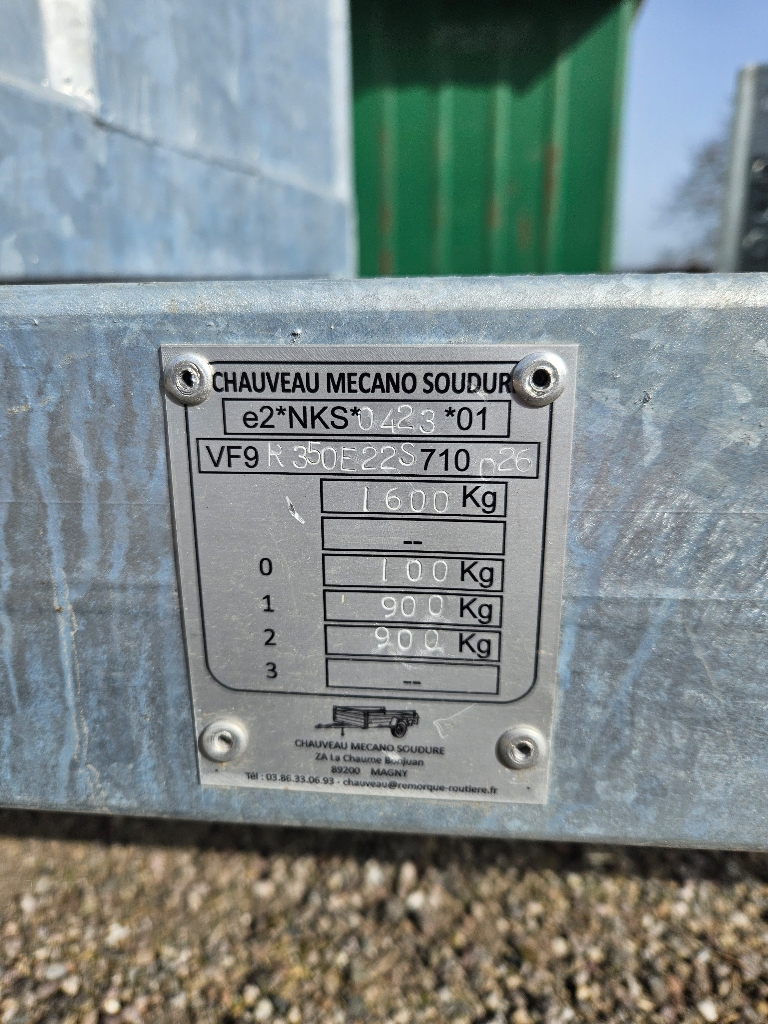 CHAUVEAU MECANO SOUDUR
e2*NKS*0423*01
VF9R350E22S710026
1600 Kg
--
0 100 Kg
1 900 Kg
2 900 Kg
3 --
CHAUVEAU MECANO SOUDURE
ZA La Chaume Bonjuan
89200 MAGNY
Tél : 03.86.33.06.93 - chauveau@remorque-routiere.fr